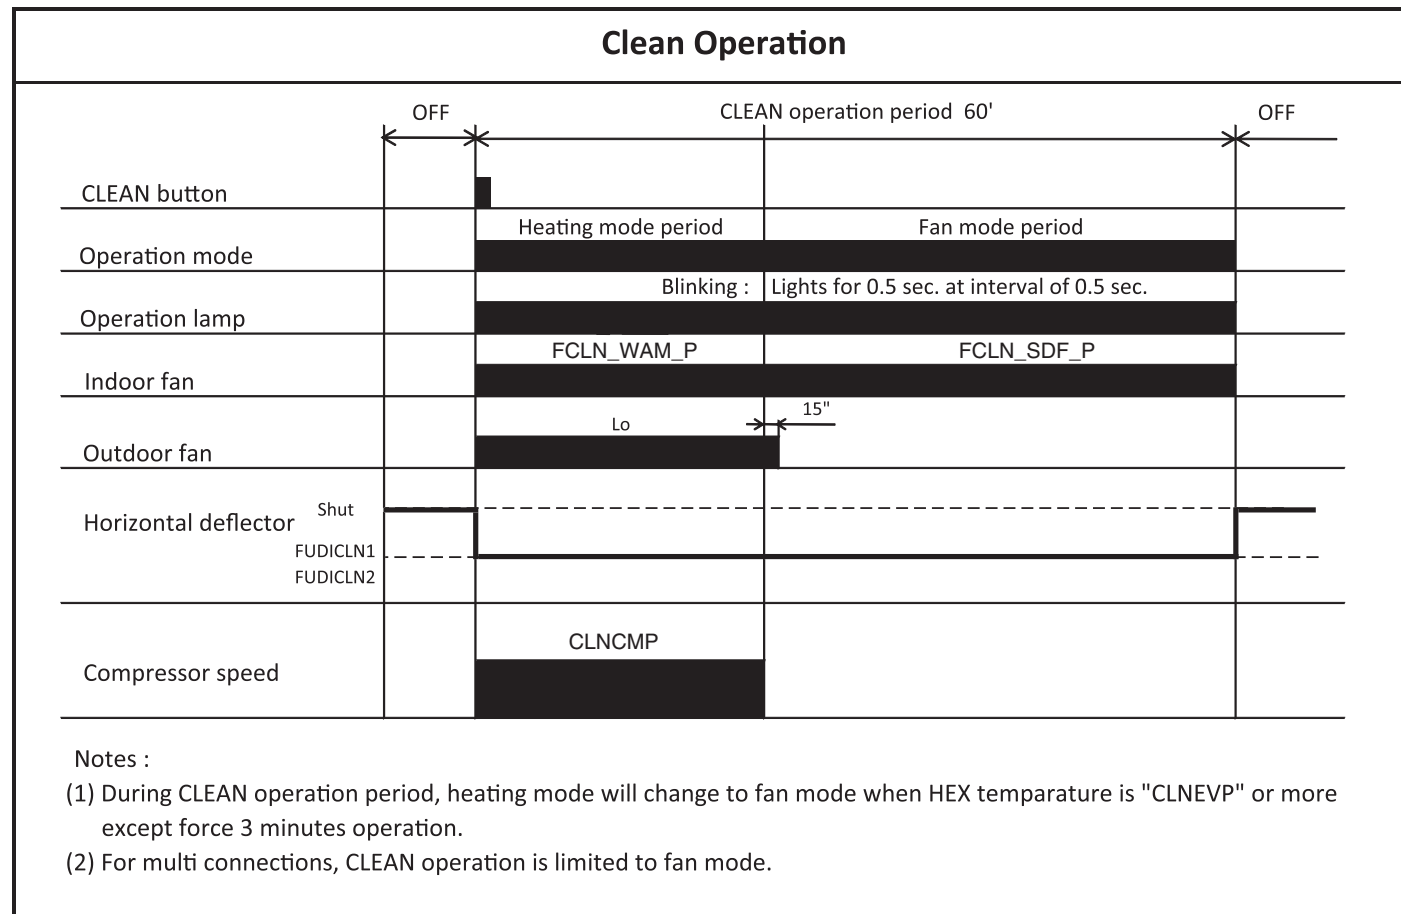 Clean Operation
OFF
CLEAN operation period 60'
OFF
CLEAN button
Heating mode period
Fan mode period
Operation mode
Blinking : Lights for 0.5 sec. at interval of 0.5 sec.
Operation lamp
FCLN_WAM_P
FCLN_SDF_P
Indoor fan
15"
Lo
Outdoor fan
Shut
Horizontal deflector
FUDICLN1
FUDICLN2
CLNCMP
Compressor speed
Notes :
(1) During CLEAN operation period, heating mode will change to fan mode when HEX temparature is "CLNEVP" or more
except force 3 minutes operation.
(2) For multi connections, CLEAN operation is limited to fan mode.